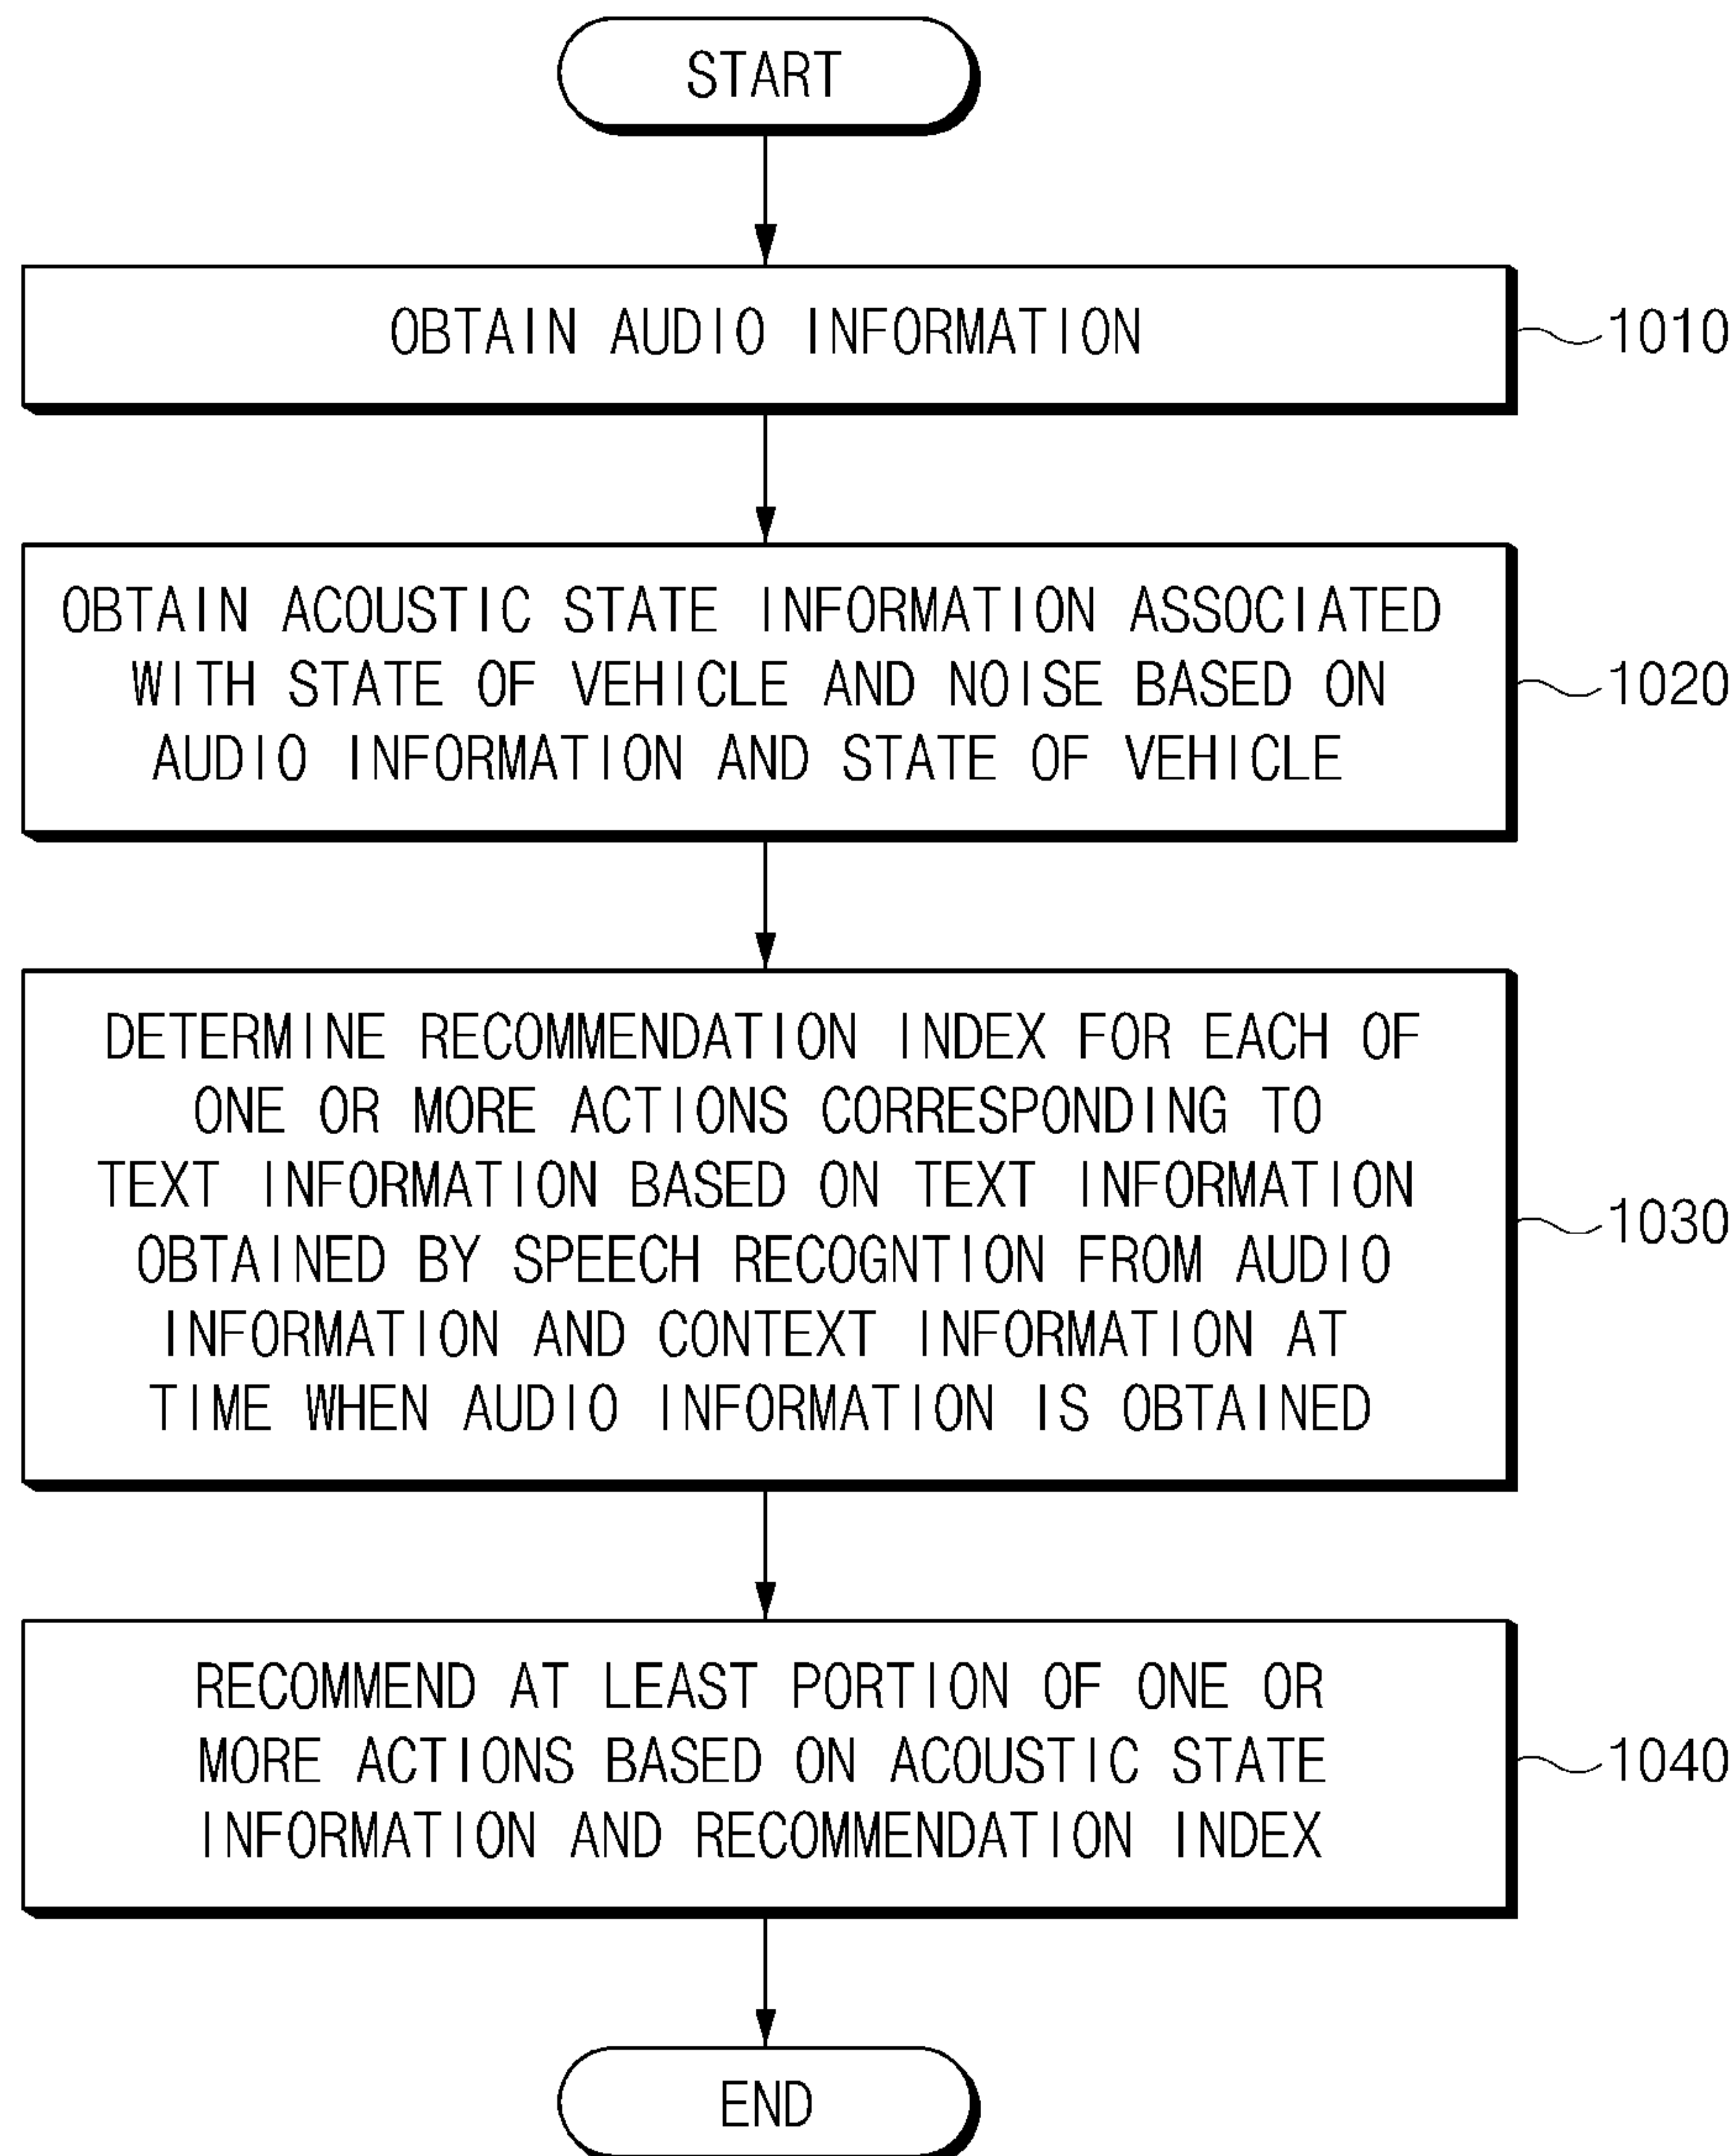 START
OBTAIN AUDIO INFORMATION
1010
OBTAIN ACOUSTIC STATE INFORMATION ASSOCIATED
WITH STATE OF VEHICLE AND NOISE BASED ON
AUDIO INFORMATION AND STATE OF VEHICLE
1020
DETERMINE RECOMMENDATION INDEX FOR EACH OF
ONE OR MORE ACTIONS CORRESPONDING TO
TEXT INFORMATION BASED ON TEXT INFORMATION
OBTAINED BY SPEECH RECOGNTION FROM AUDIO
INFORMATION AND CONTEXT INFORMATION AT
TIME WHEN AUDIO INFORMATION IS OBTAINED
1030
RECOMMEND AT LEAST PORTION OF ONE OR
MORE ACTIONS BASED ON ACOUSTIC STATE
INFORMATION AND RECOMMENDATION INDEX
1040
END